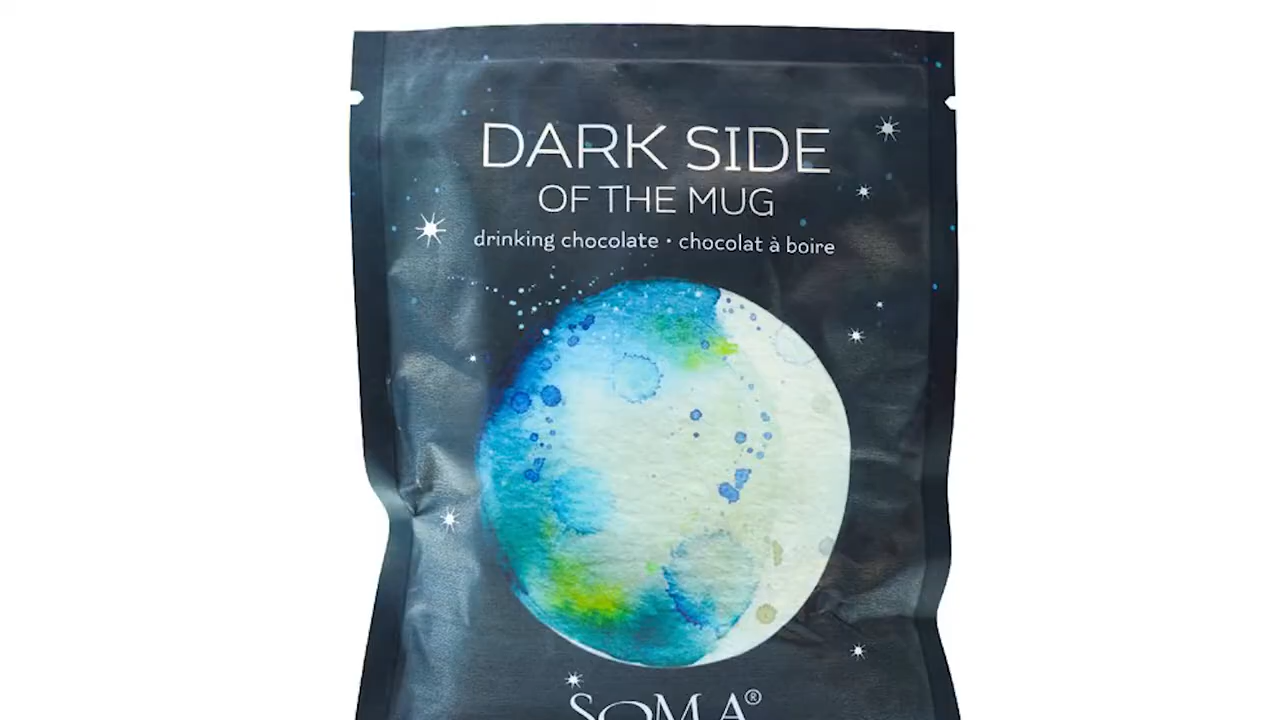 DARK SIDE
OF THE MUG
drinking chocolate • chocolat à boire
SOMA®